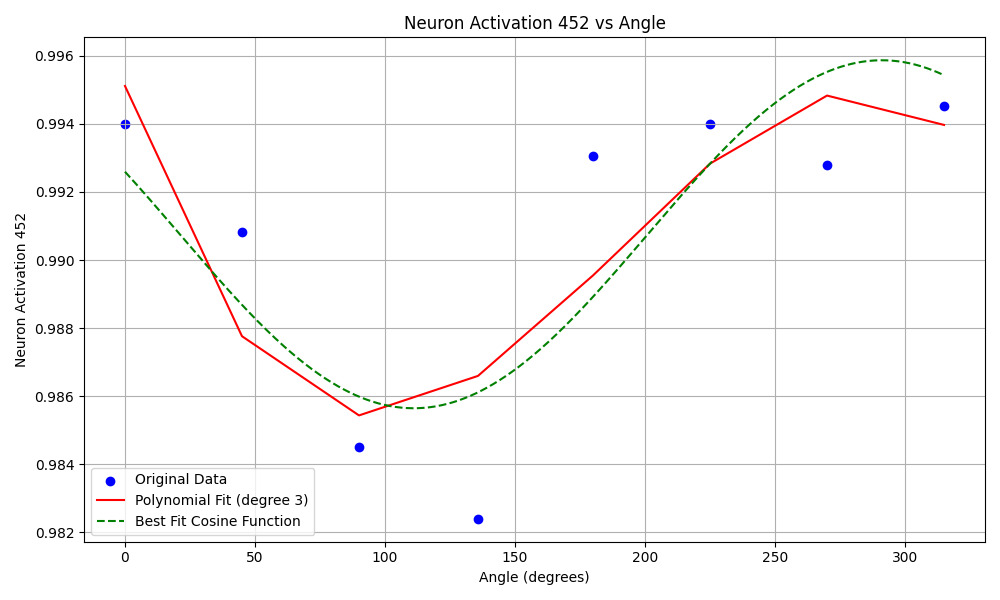 Neuron Activation 452 vs Angle
Neuron Activation 452
0.996
0.994
0.992
0.990
0.988
0.986
0.984
0.982
Original Data
Polynomial Fit (degree 3)
Best Fit Cosine Function
0 50 100 150 200 250 300
Angle (degrees)